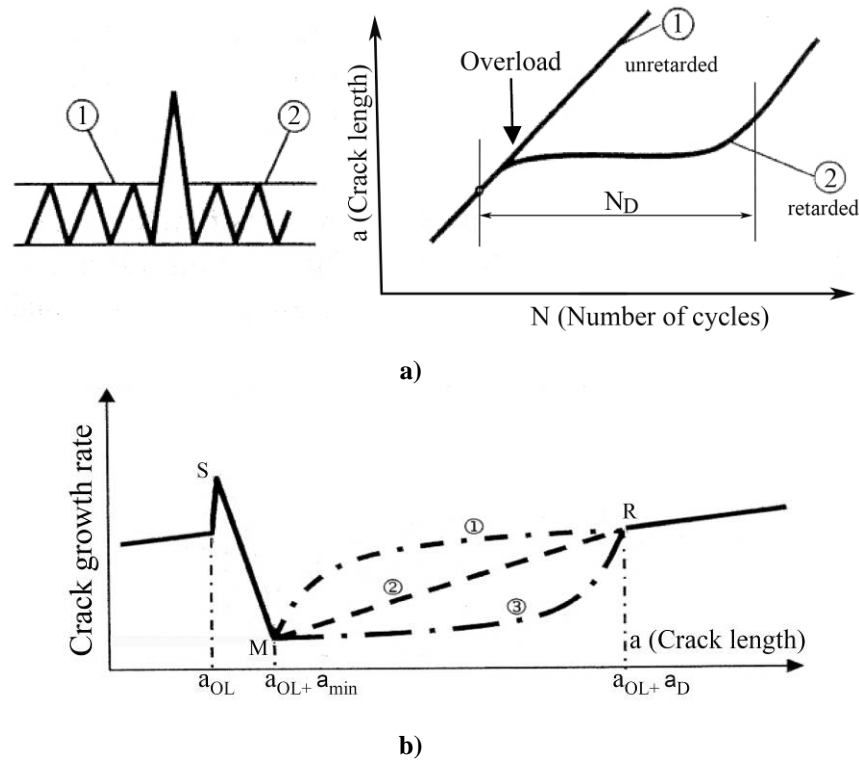 ① ②
a (Crack length)
Overload
①
unretarded
②
retarded
N_D
N (Number of cycles)
a)
Crack growth rate
S
M
R
①
②
③
a (Crack length)
a_OL a_OL+ a_min a_OL+ a_D
b)